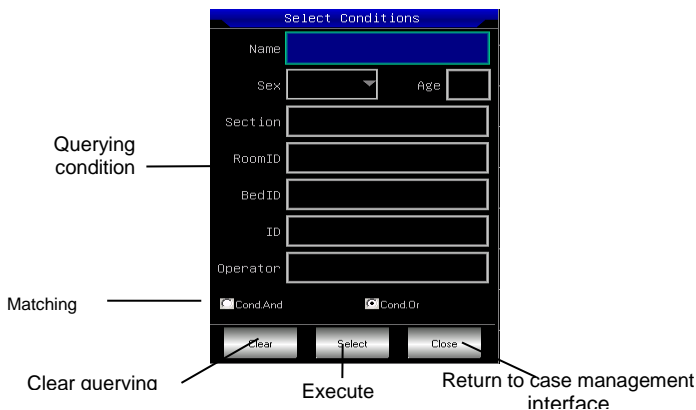 Select Conditions
Name
Sex Age
Section
Querying
condition
RoomID
BedID
ID
Operator
Matching
Cond.And Cond.Or
Clear Select Close
Clear querying
Execute
Return to case management
interface